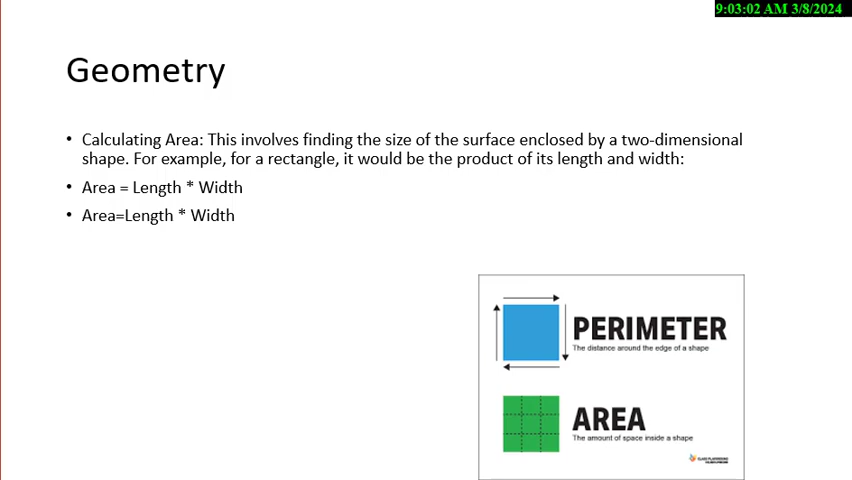 9:03:02 AM 3/8/2024
Geometry
• Calculating Area: This involves finding the size of the surface enclosed by a two-dimensional
shape. For example, for a rectangle, it would be the product of its length and width:
• Area = Length * Width
• Area=Length * Width
PERIMETER
The distance around the edge of a shape
AREA
The amount of space inside a shape